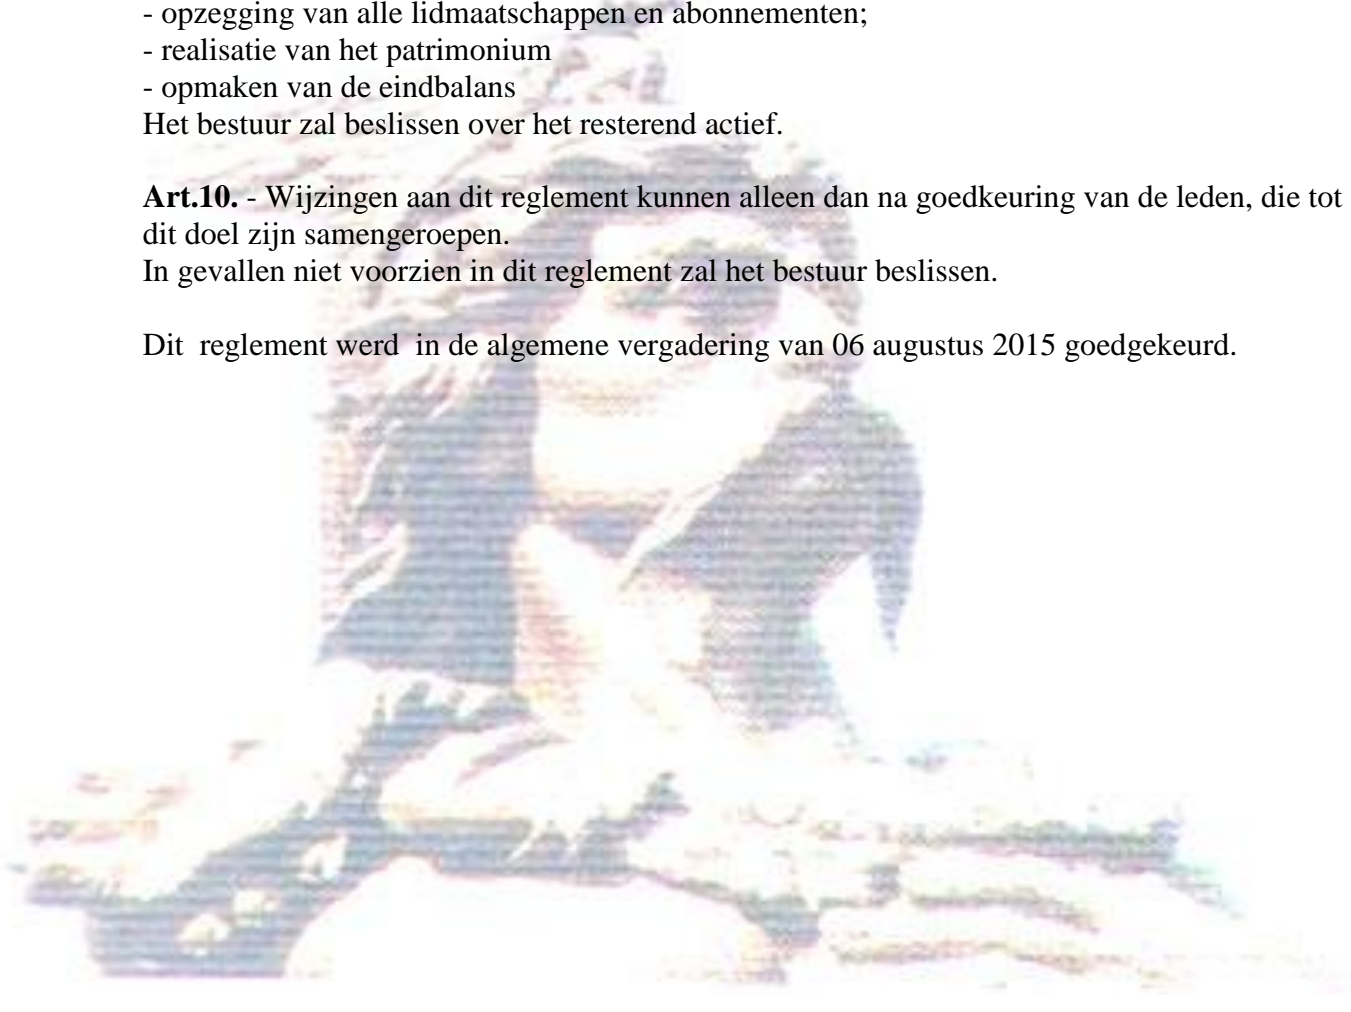 - opzegging van alle lidmaatschappen en abonnementen;
- realisatie van het patrimonium
- opmaken van de eindbalans
Het bestuur zal beslissen over het resterend actief.
Art.10. - Wijzingen aan dit reglement kunnen alleen dan na goedkeuring van de leden, die tot
dit doel zijn samengeroepen.
In gevallen niet voorzien in dit reglement zal het bestuur beslissen.
Dit  reglement werd  in de algemene vergadering van 06 augustus 2015 goedgekeurd.